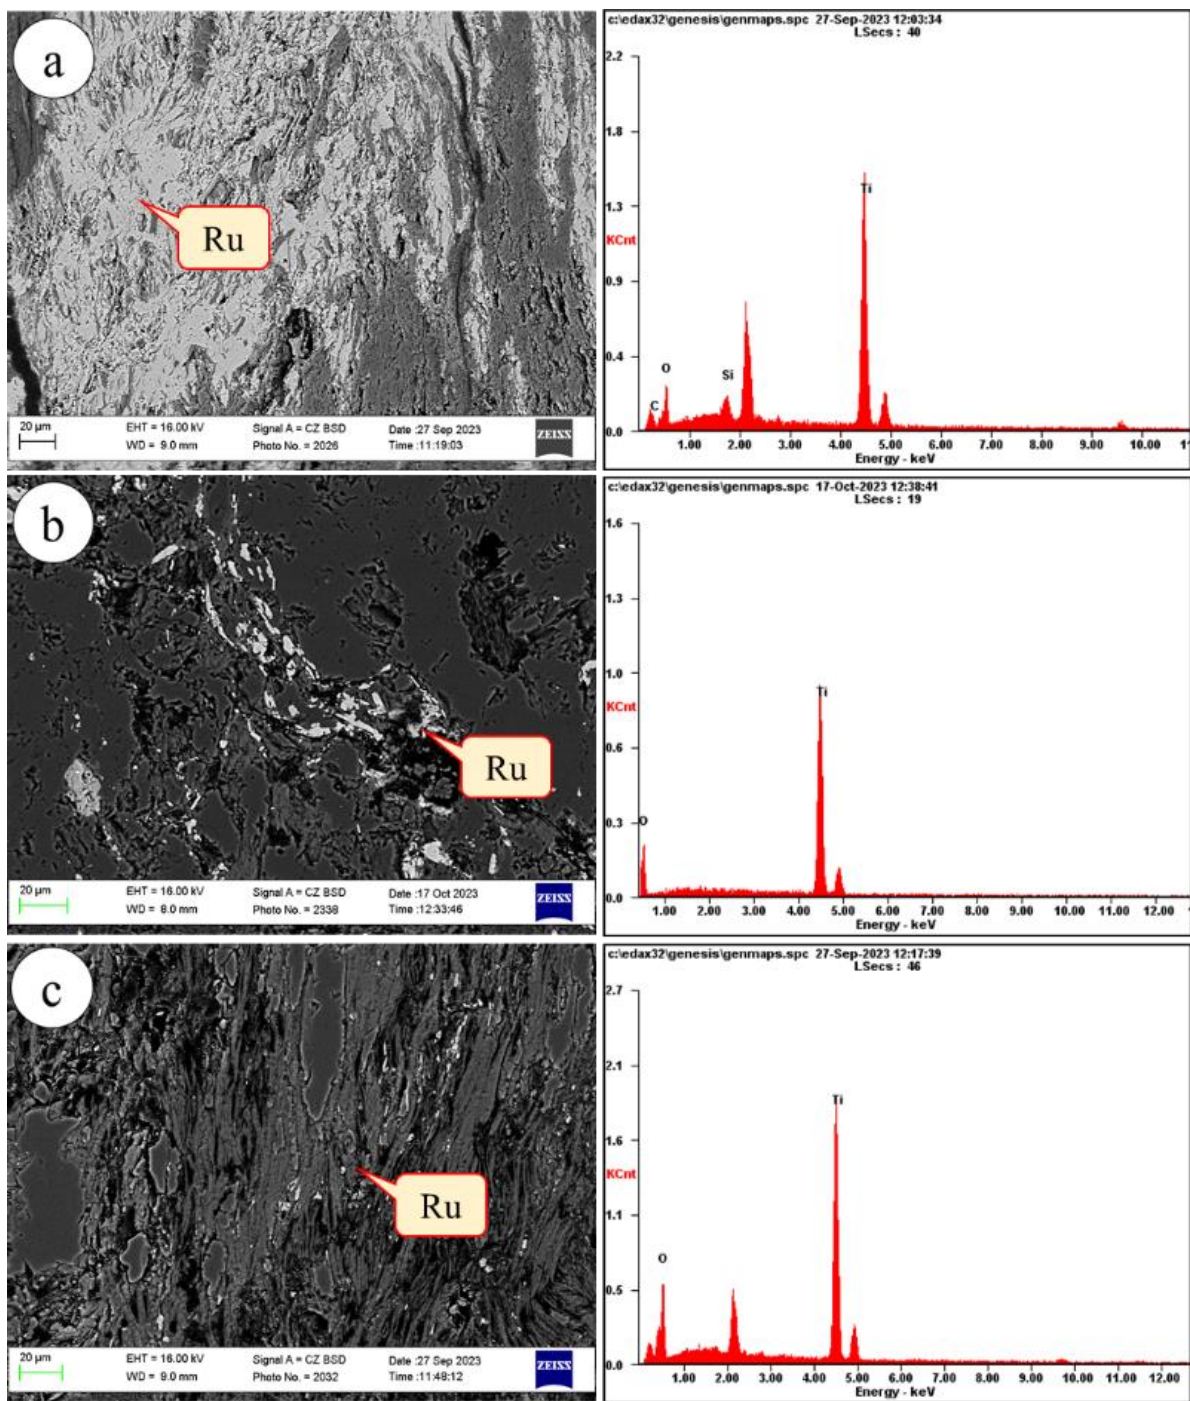 a
Ru
20 µm
EHT = 16.00 kV
Signal A = CZ BSD
Date :27 Sep 2023
WD = 9.0 mm
Photo No. = 2026
Time :11:19:03
ZEISS
c:\edax32\genesis\genmaps.spc 27-Sep-2023 12:03:34
LSecs : 40
2.2
1.8
1.3
KCnt
0.9
0.4
0.0
C
O
Si
Ti
1.00 2.00 3.00 4.00 5.00 6.00 7.00 8.00 9.00 10.00 11
Energy - keV
b
Ru
20 µm
EHT = 16.00 kV
Signal A = CZ BSD
Date :17 Oct 2023
WD = 8.0 mm
Photo No. = 2338
Time :12:33:46
ZEISS
c:\edax32\genesis\genmaps.spc 17-Oct-2023 12:38:41
LSecs : 19
1.6
1.3
1.0
KCnt
0.6
0.3
0.0
O
Ti
1.00 2.00 3.00 4.00 5.00 6.00 7.00 8.00 9.00 10.00 11.00 12.00
Energy - keV
c
Ru
20 µm
EHT = 16.00 kV
Signal A = CZ BSD
Date :27 Sep 2023
WD = 9.0 mm
Photo No. = 2032
Time :11:48:12
ZEISS
c:\edax32\genesis\genmaps.spc 27-Sep-2023 12:17:39
LSecs : 46
2.7
2.1
1.6
KCnt
1.1
0.5
0.0
O
Ti
1.00 2.00 3.00 4.00 5.00 6.00 7.00 8.00 9.00 10.00 11.00 12.00
Energy - keV